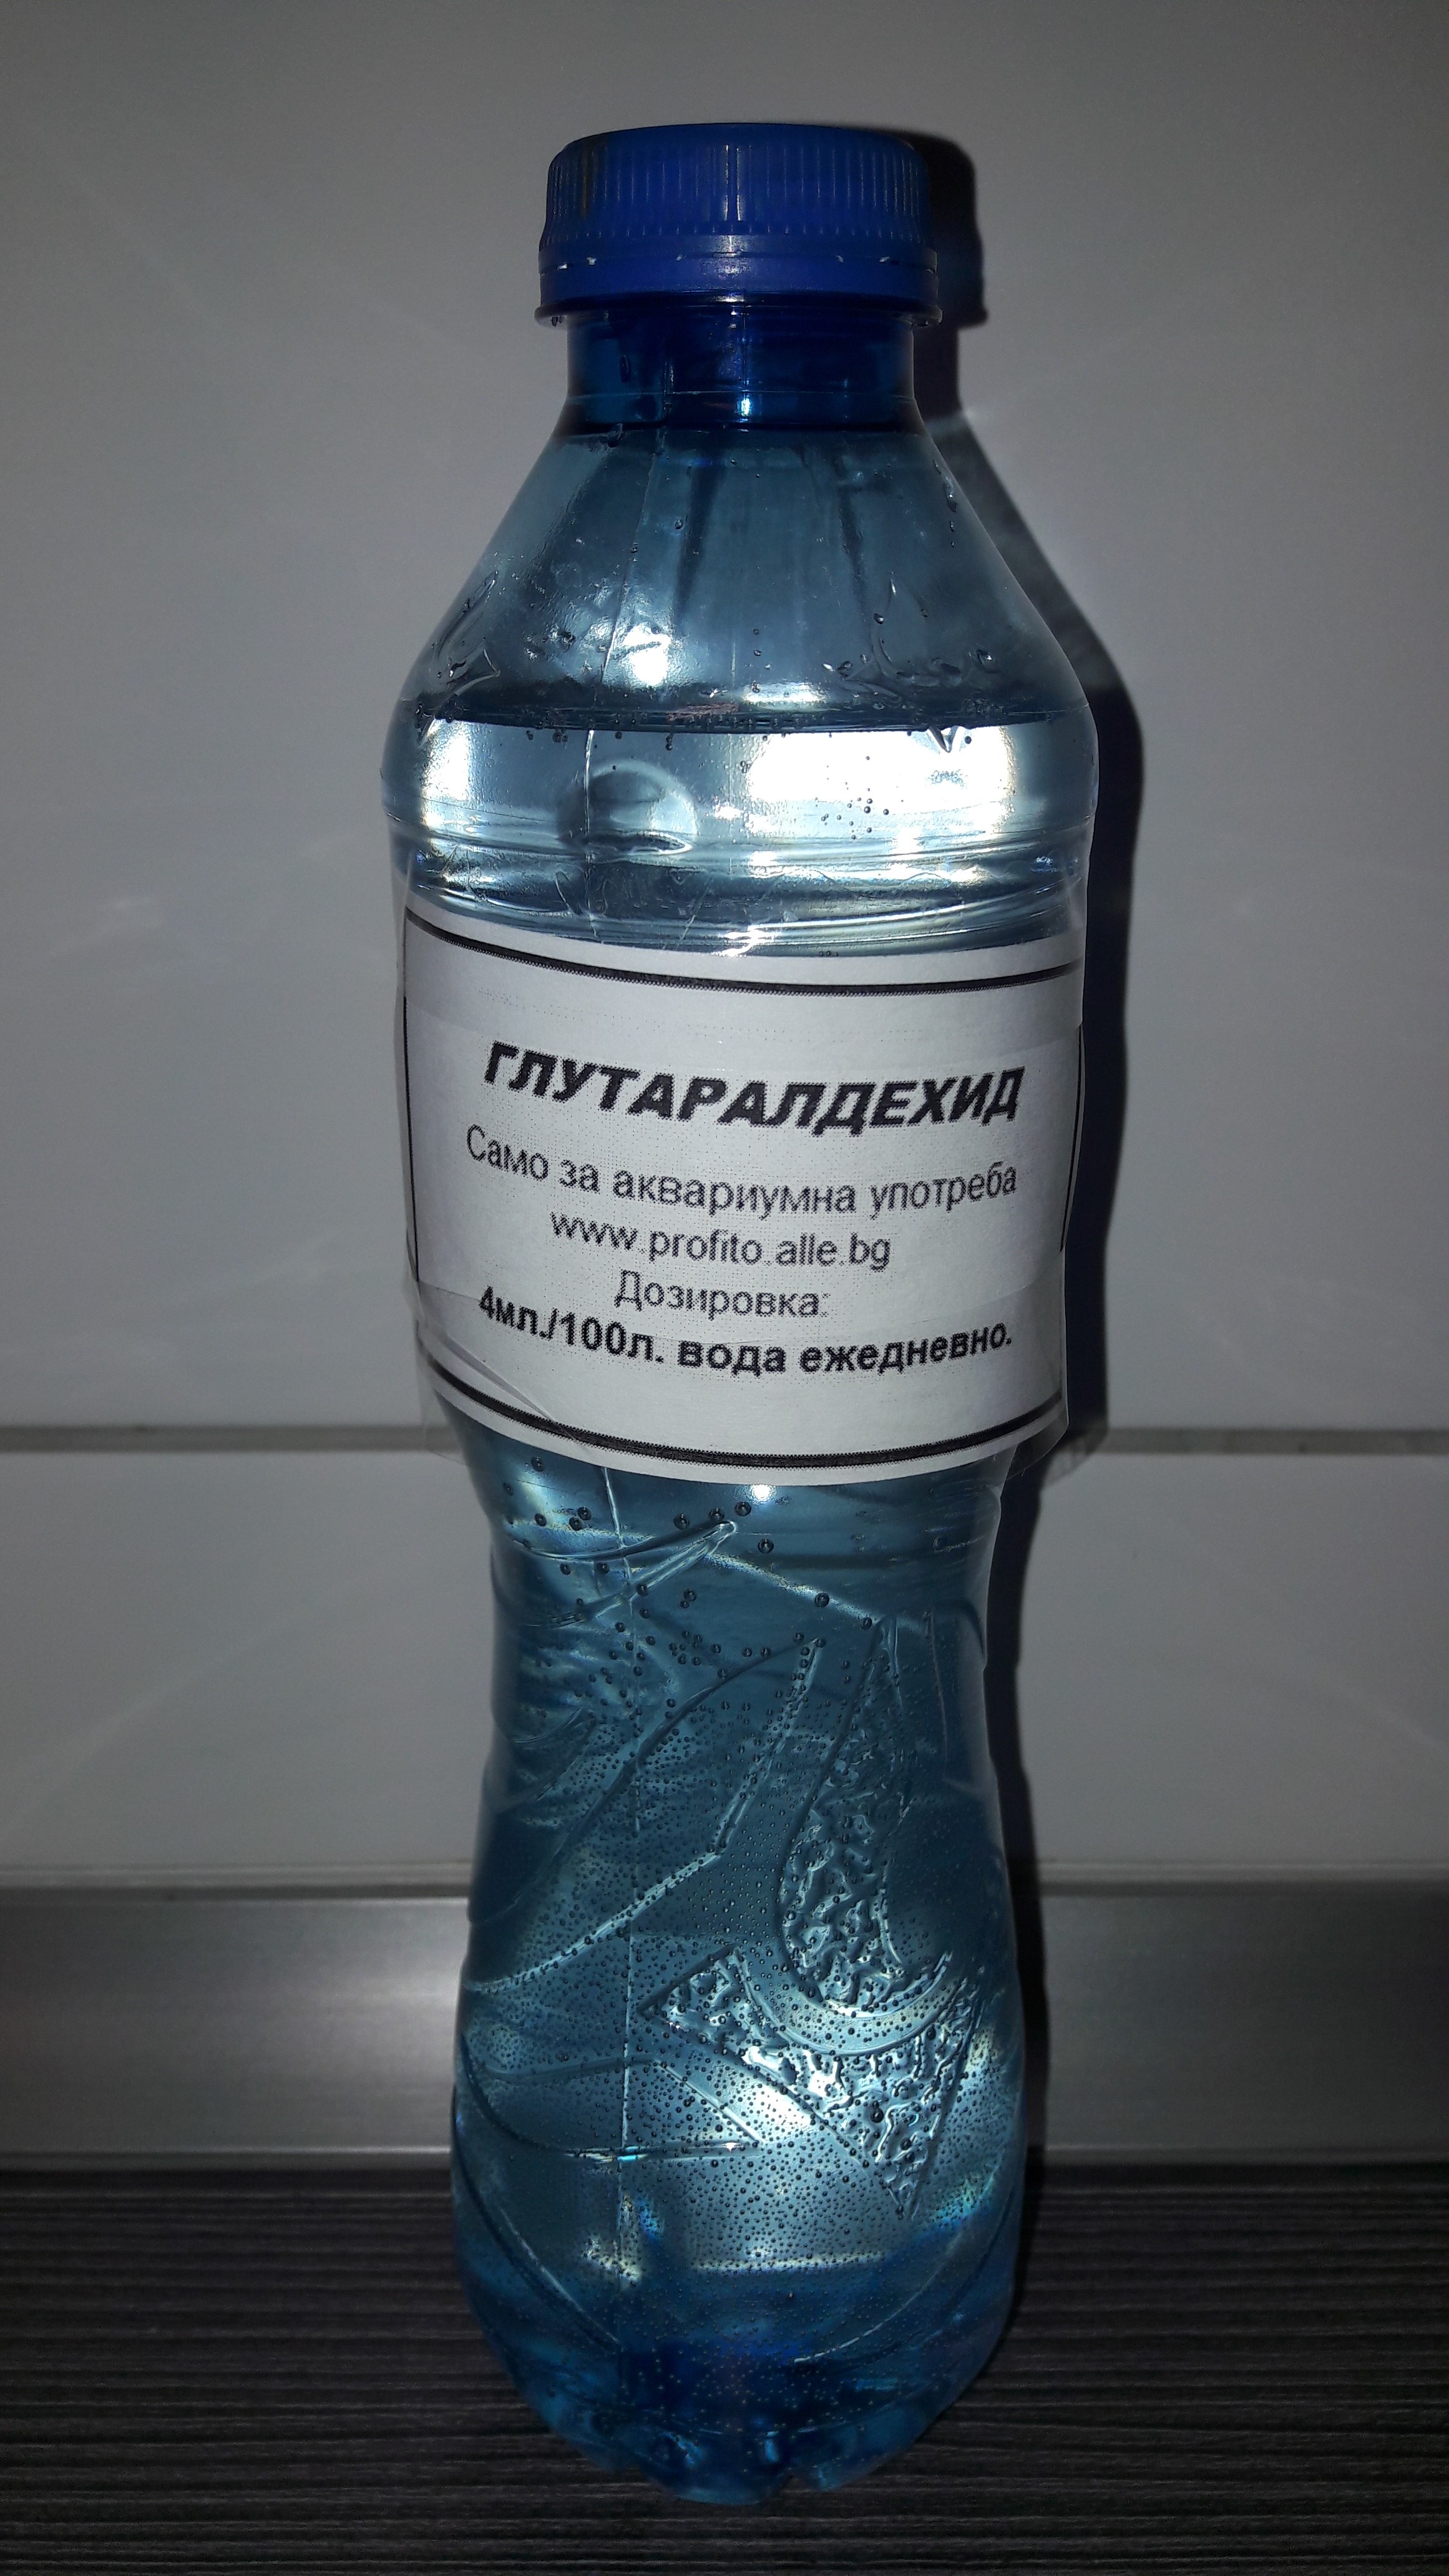 ГЛУТАРАЛДЕХИД
Само за аквариумна употреба
www.profito.alle.bg
Дозировка:
4мл./100л. вода ежедневно.